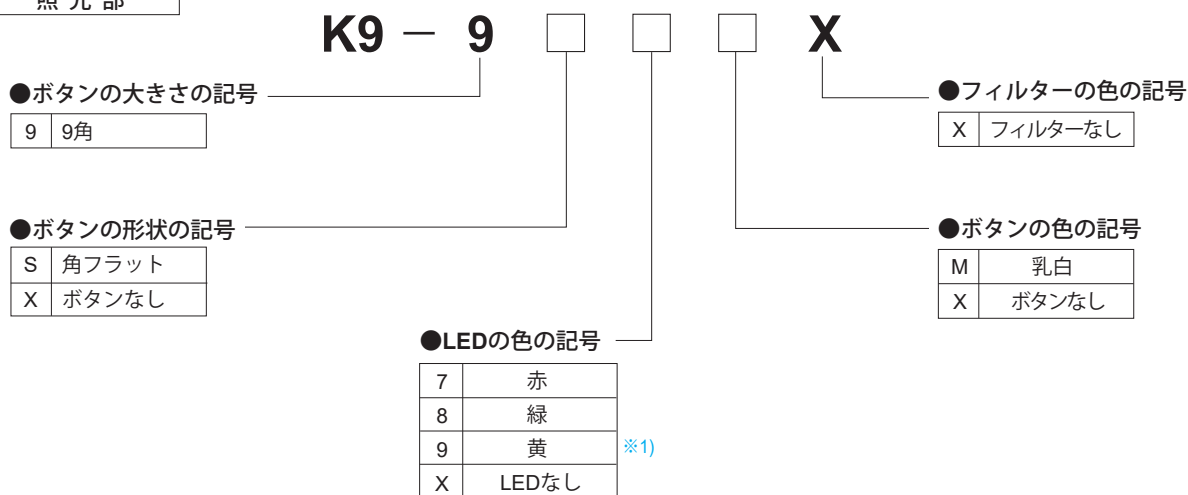 照 光 部
K9 － 9 □ □ □ X
●ボタンの大きさの記号
9 9角
●フィルターの色の記号
X フィルターなし
●ボタンの形状の記号
S 角フラット
X ボタンなし
●ボタンの色の記号
M 乳白
X ボタンなし
●LEDの色の記号
7 赤
8 緑
9 黄 ※1)
X LEDなし